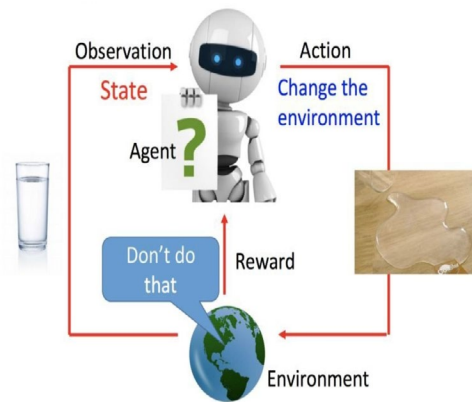 Observation
Action
State
Change the
environment
Agent
?
Don't do
that
Reward
Environment